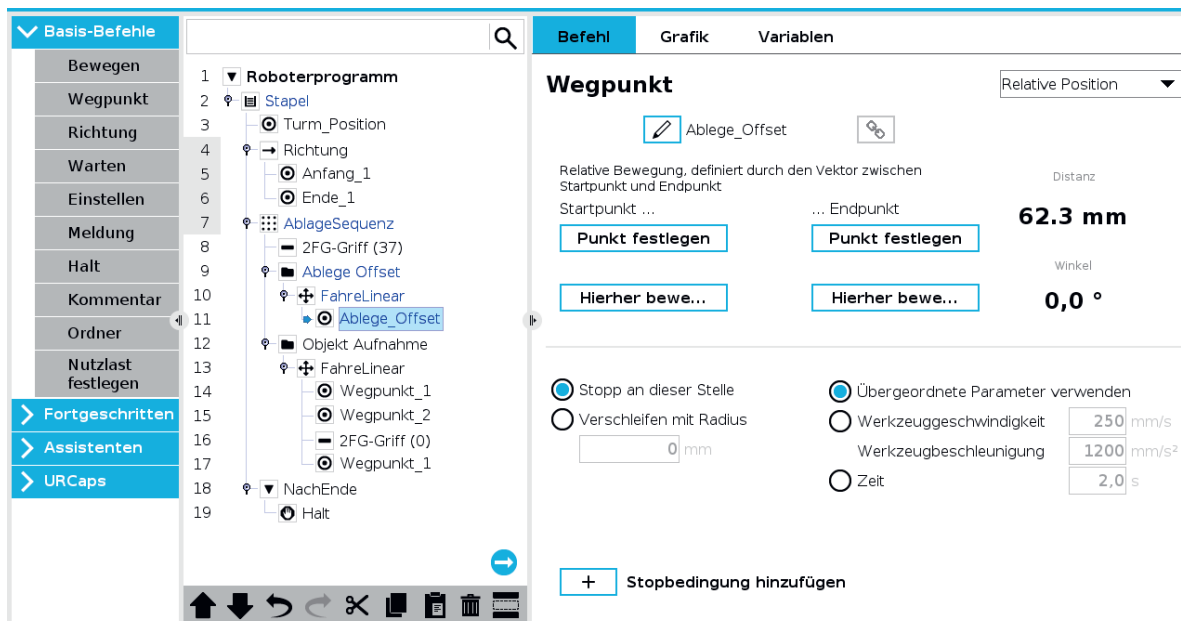 Basis-Befehle
Bewegen
Wegpunkt
Richtung
Warten
Einstellen
Meldung
Halt
Kommentar
Ordner
Nutzlast
festlegen
Fortgeschritten
Assistenten
URCaps
1 Roboterprogramm
2 Stapel
3 Turm_Position
4 Richtung
5 Anfang_1
6 Ende_1
7 AblageSequenz
8 2FG-Griff (37)
9 Ablege Offset
10 FahreLinear
11 Ablege_Offset
12 Objekt Aufnahme
13 FahreLinear
14 Wegpunkt_1
15 Wegpunkt_2
16 2FG-Griff (0)
17 Wegpunkt_1
18 NachEnde
19 Halt
Befehl Grafik Variablen
Wegpunkt Relative Position
Ablege_Offset
Relative Bewegung, definiert durch den Vektor zwischen
Startpunkt und Endpunkt
Distanz
Startpunkt ... ... Endpunkt
62.3 mm
Punkt festlegen Punkt festlegen
Winkel
Hierher bewe... Hierher bewe... 0,0 °
Stopp an dieser Stelle Übergeordnete Parameter verwenden
Verschleifen mit Radius Werkzeuggeschwindigkeit 250 mm/s
0 mm Werkzeugbeschleunigung 1200 mm/s²
Zeit 2,0 s
+ Stopbedingung hinzufügen